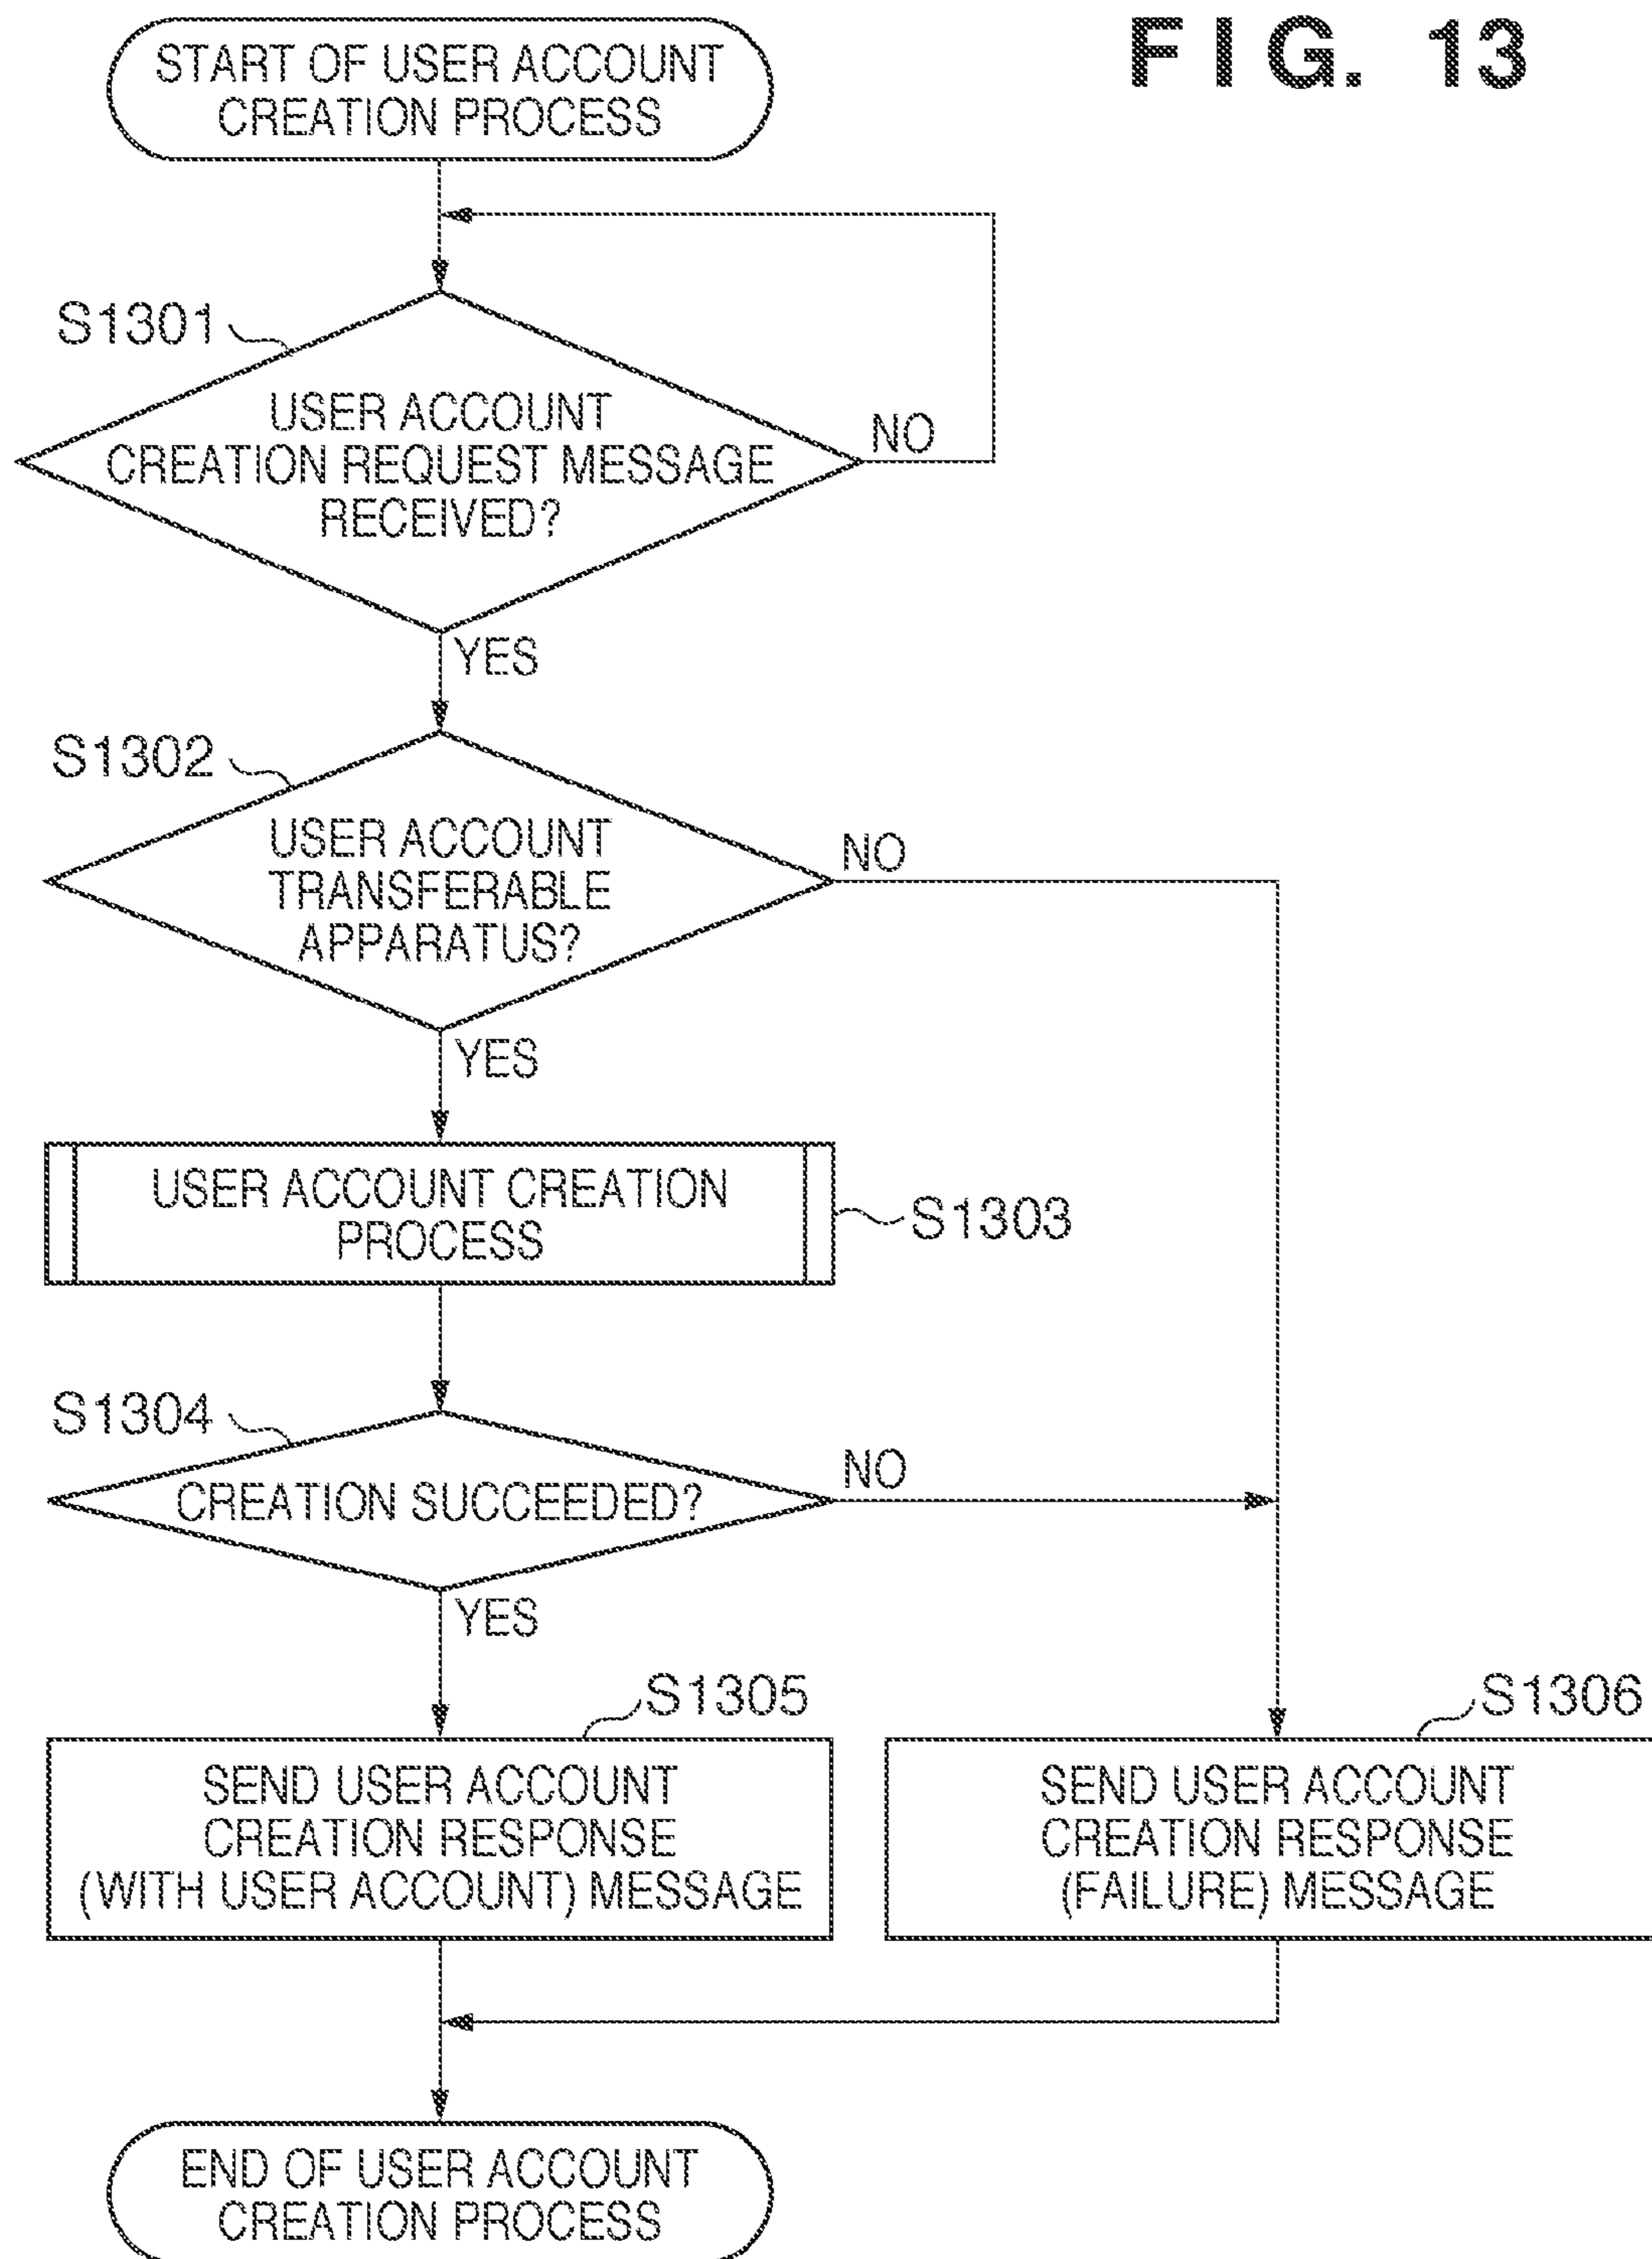 FIG. 13
START OF USER ACCOUNT
CREATION PROCESS
S1301
USER ACCOUNT
CREATION REQUEST MESSAGE
RECEIVED?
NO
YES
S1302
USER ACCOUNT
TRANSFERABLE
APPARATUS?
NO
YES
USER ACCOUNT CREATION
PROCESS
S1303
S1304
CREATION SUCCEEDED?
NO
YES
S1305
SEND USER ACCOUNT
CREATION RESPONSE
(WITH USER ACCOUNT) MESSAGE
S1306
SEND USER ACCOUNT
CREATION RESPONSE
(FAILURE) MESSAGE
END OF USER ACCOUNT
CREATION PROCESS